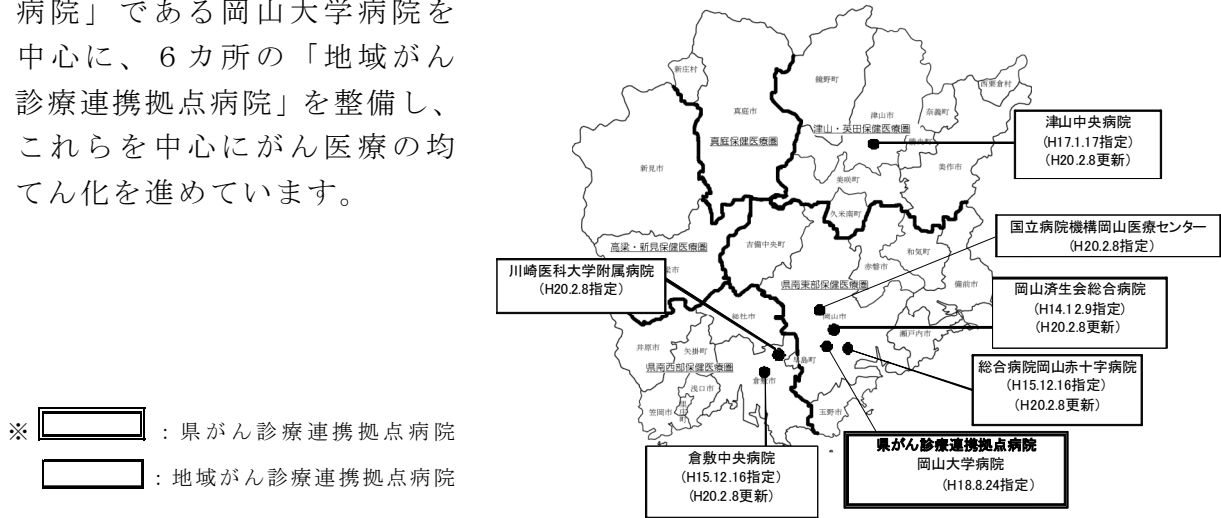 病院」である岡山大学病院を
中心に、６カ所の「地域がん
診療連携拠点病院」を整備し、
これらを中心にがん医療の均
てん化を進めています。
新庄村
真庭市
鏡野町
津山市
奈義町
西粟倉村
勝央町
美作市
真庭保健医療圏
津山・英田保健医療圏
新見市
美咲町
久米南町
津山中央病院
(H17.1.17指定)
(H20.2.8更新)
国立病院機構岡山医療センター
(H20.2.8指定)
高梁・新見保健医療圏
吉備中央町
和気町
赤磐市
備前市
県南東部保健医療圏
川崎医科大学附属病院
(H20.2.8指定)
岡山済生会総合病院
(H14.12.9指定)
(H20.2.8更新)
総社市
岡山市
瀬戸内市
井原市
矢掛町
早島町
県南西部保健医療圏
倉敷市
浅口市
里庄町
笠岡市
玉野市
総合病院岡山赤十字病院
(H15.12.16指定)
(H20.2.8更新)
倉敷中央病院
(H15.12.16指定)
(H20.2.8更新)
県がん診療連携拠点病院
岡山大学病院
(H18.8.24指定)
※ ：県がん診療連携拠点病院
：地域がん診療連携拠点病院